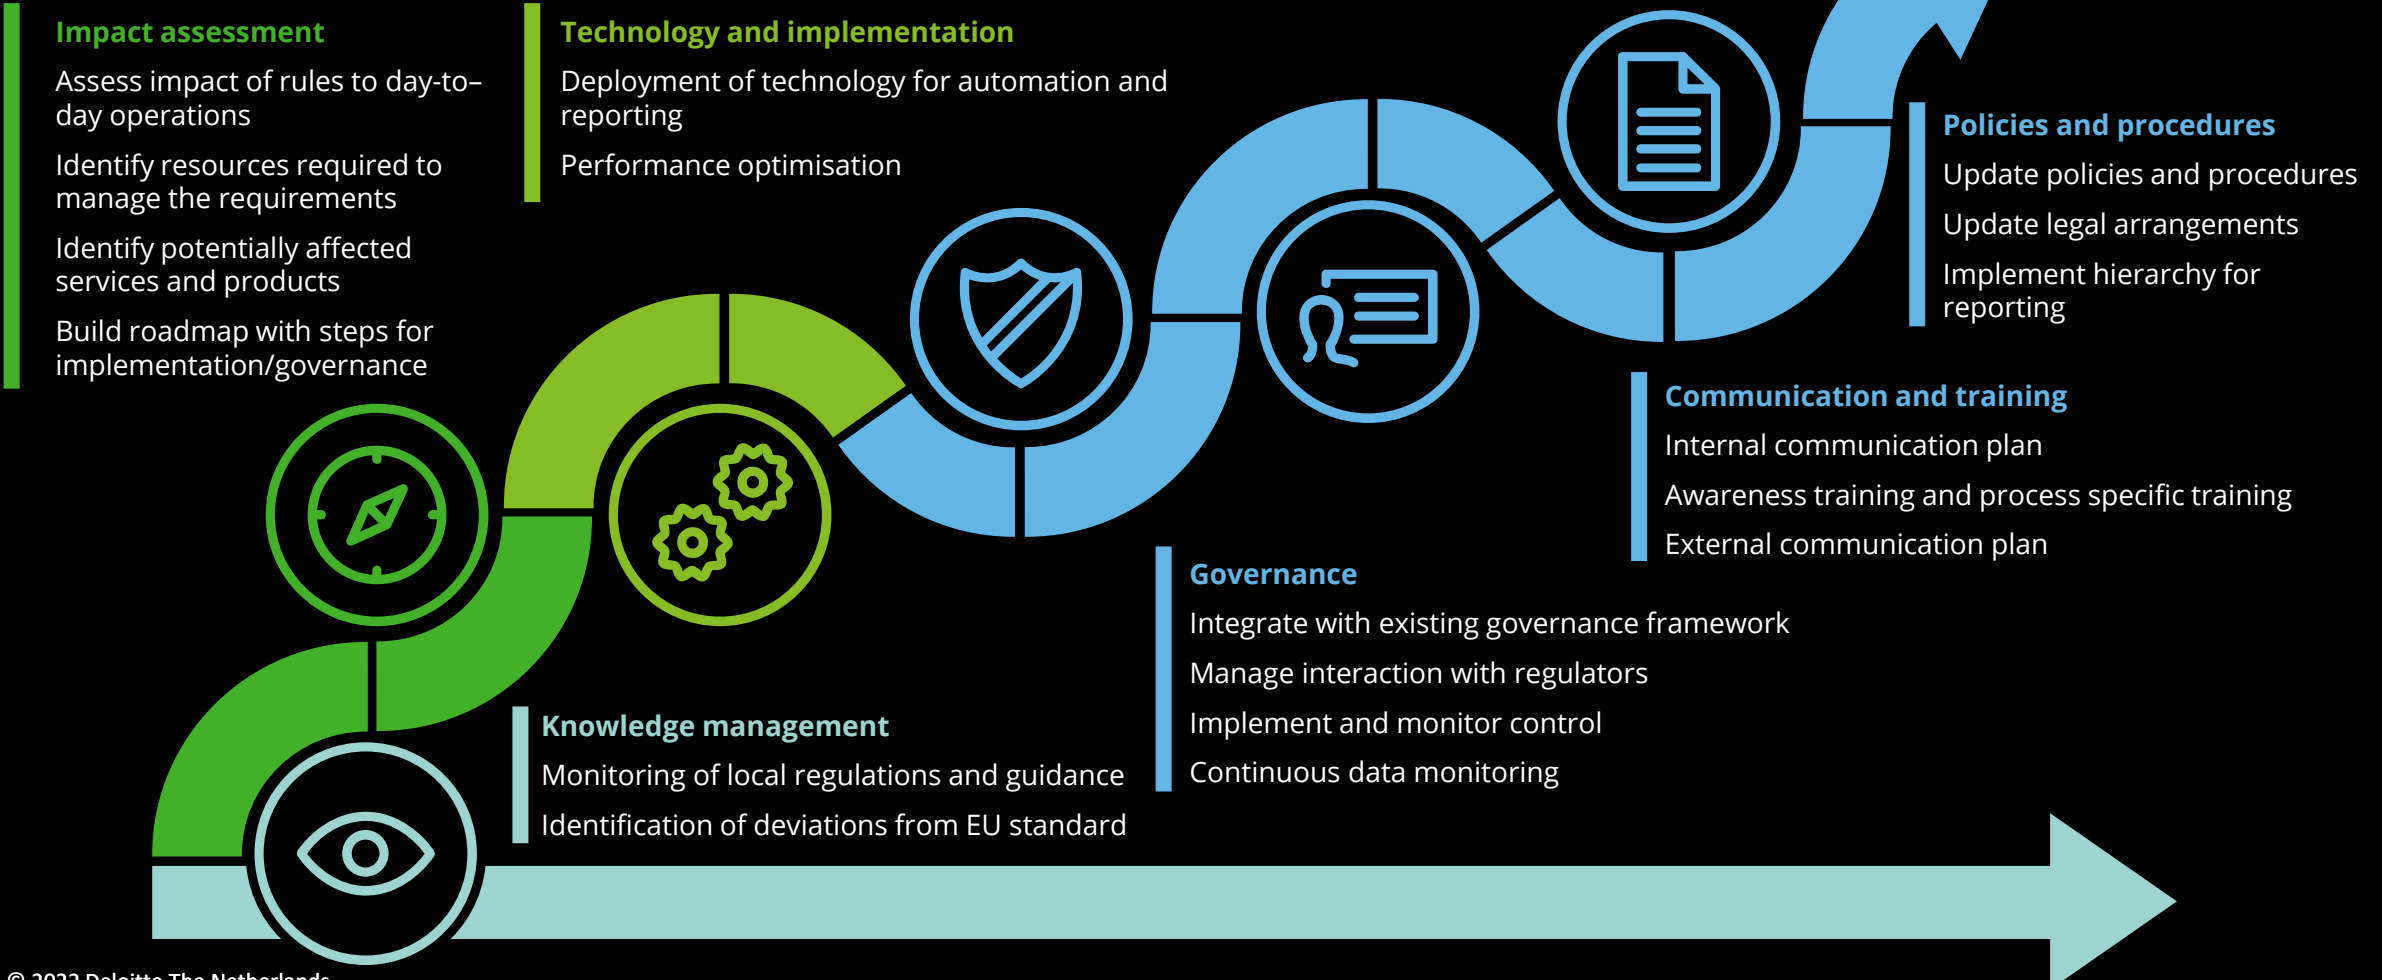 Impact assessment
Assess impact of rules to day-to–
day operations
Identify resources required to
manage the requirements
Identify potentially affected
services and products
Build roadmap with steps for
implementation/governance
Technology and implementation
Deployment of technology for automation and
reporting
Performance optimisation
Policies and procedures
Update policies and procedures
Update legal arrangements
Implement hierarchy for
reporting
Communication and training
Internal communication plan
Awareness training and process specific training
External communication plan
Governance
Integrate with existing governance framework
Manage interaction with regulators
Implement and monitor control
Continuous data monitoring
Knowledge management
Monitoring of local regulations and guidance
Identification of deviations from EU standard
© 2022 Deloitte The Netherlands